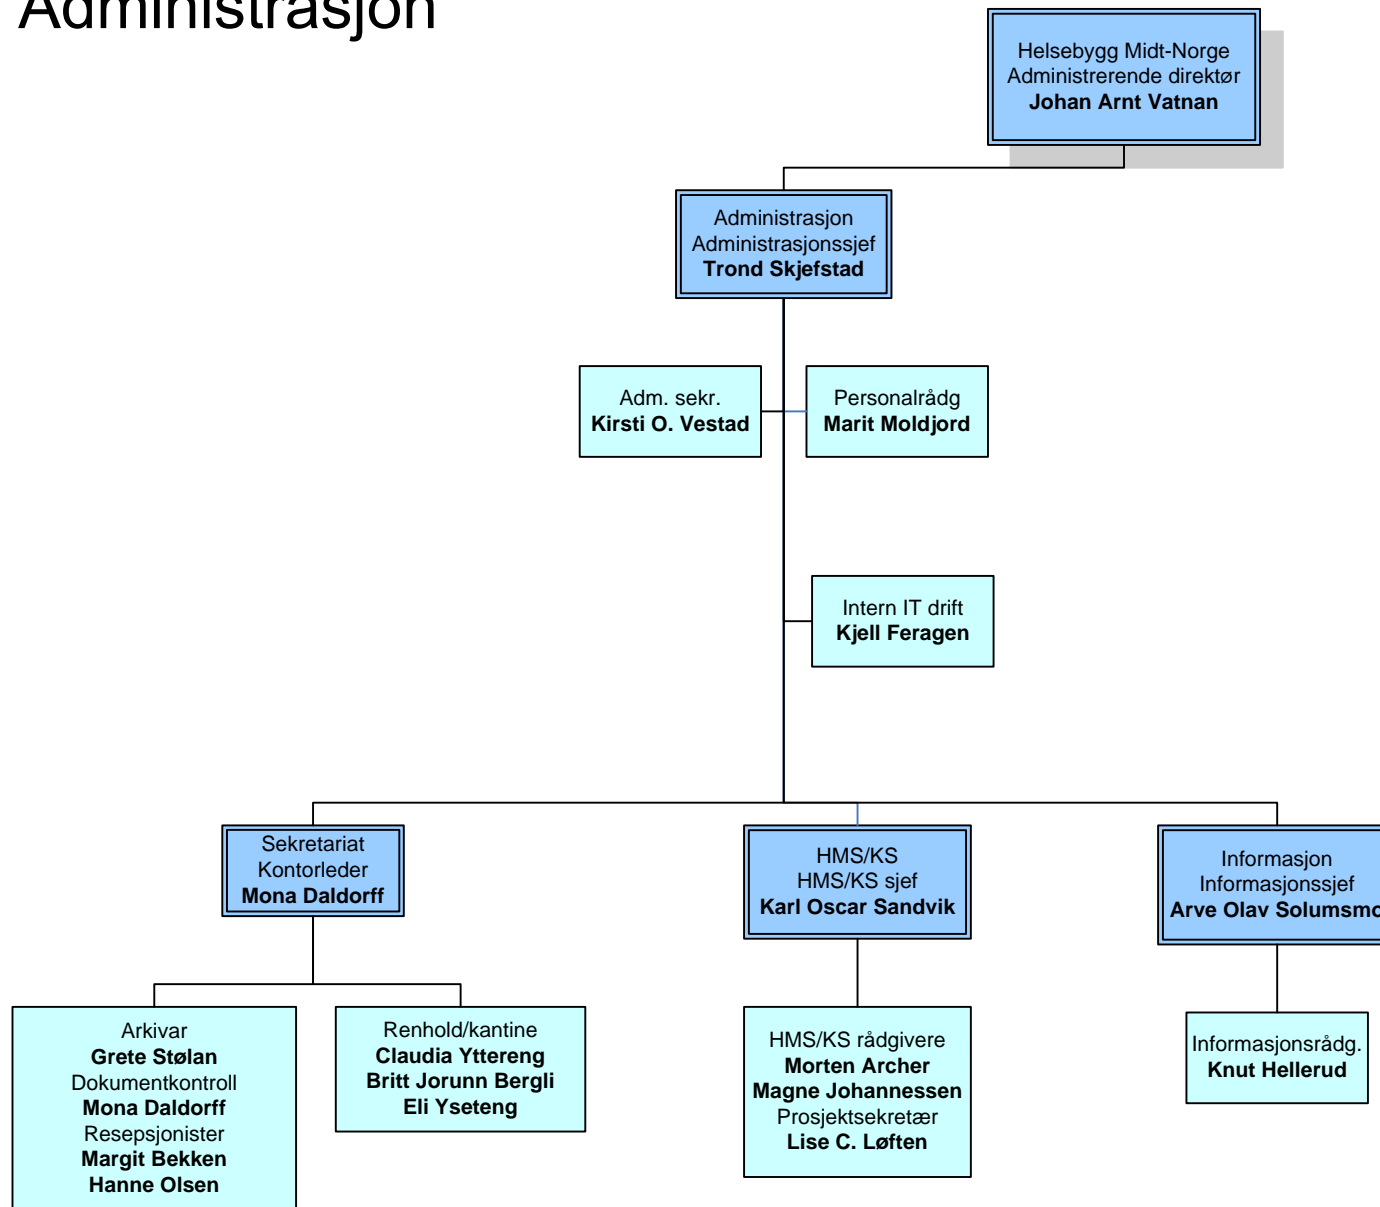 Administrasjon
Helsebygg Midt-Norge
Administrerende direktør
Johan Arnt Vatnan
Administrasjon
Administrasjonssjef
Trond Skjefstad
Adm. sekr.
Kirsti O. Vestad
Personalrådg
Marit Moldjord
Intern IT drift
Kjell Feragen
Sekretariat
Kontorleder
Mona Daldorff
HMS/KS
HMS/KS sjef
Karl Oscar Sandvik
Informasjon
Informasjonssjef
Arve Olav Solumsmo
Arkivar
Grete Stølan
Dokumentkontroll
Mona Daldorff
Resepsjonister
Margit Bekken
Hanne Olsen
Renhold/kantine
Claudia Yttereng
Britt Jorunn Bergli
Eli Yseteng
HMS/KS rådgivere
Morten Archer
Magne Johannessen
Prosjektsekretær
Lise C. Løften
Informasjonsrådg.
Knut Hellerud